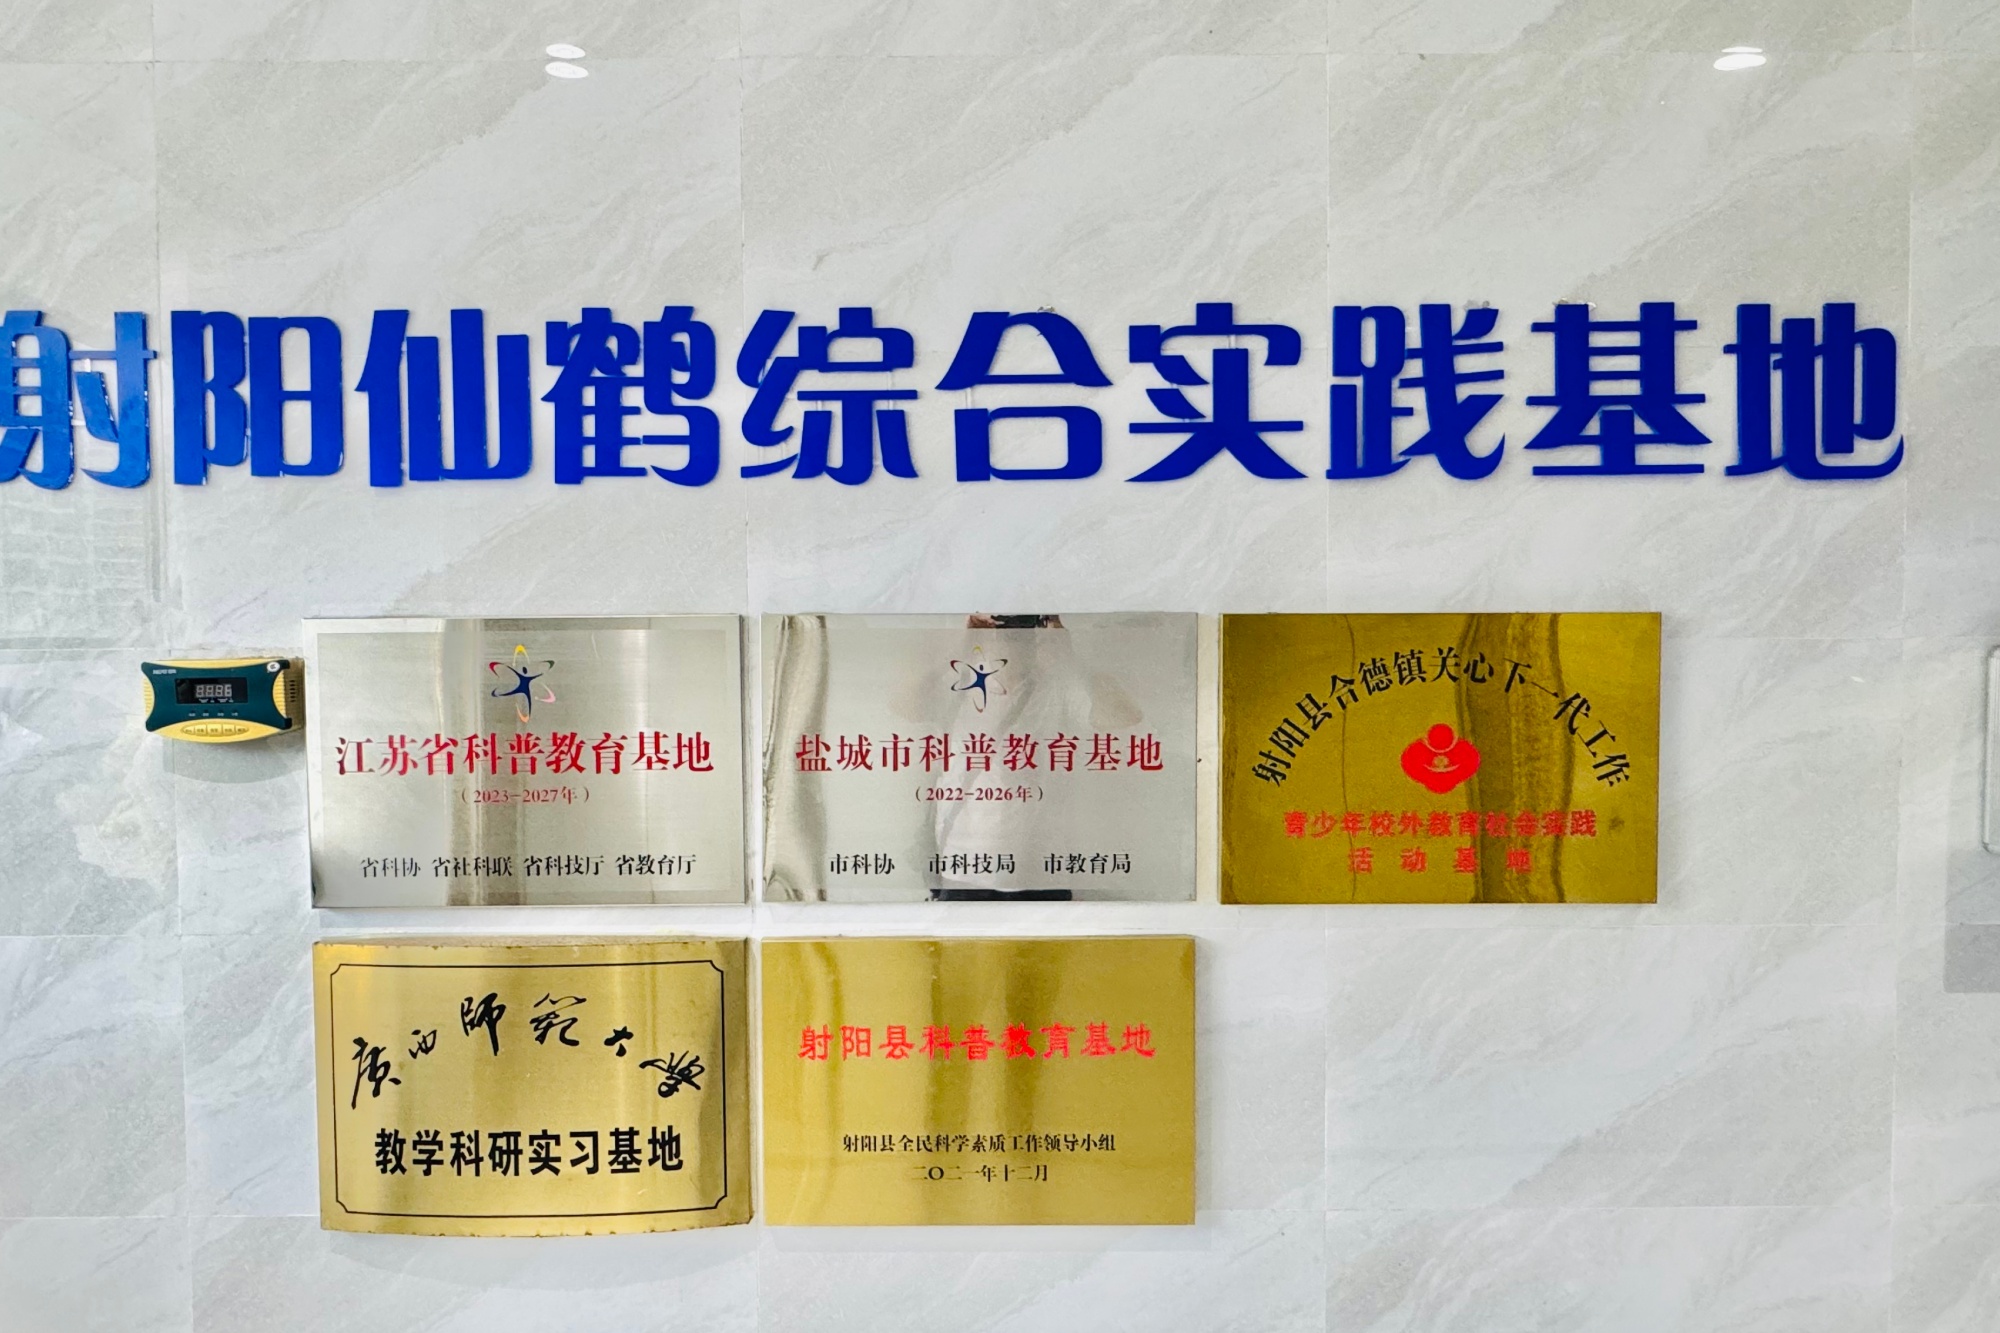 射阳仙鹤综合实践基地
江苏省科普教育基地
（2023-2027年）
省科协 省社科联 省科技厅 省教育厅
盐城市科普教育基地
（2022-2026年）
市科协 市科技局 市教育局
射阳县合德镇关心下一代工作
青少年校外教育社会实践
活动基地
广西师范大学
教学科研实习基地
射阳县科普教育基地
射阳县全民科学素质工作领导小组
二〇二一年十二月